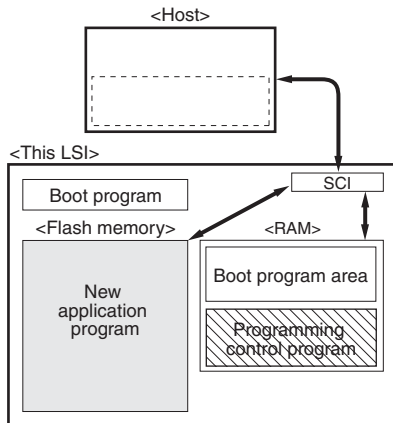 <Host>
<This LSI>
SCI
Boot program
<Flash memory>
<RAM>
Boot program area
New
application
program
Programming
control program